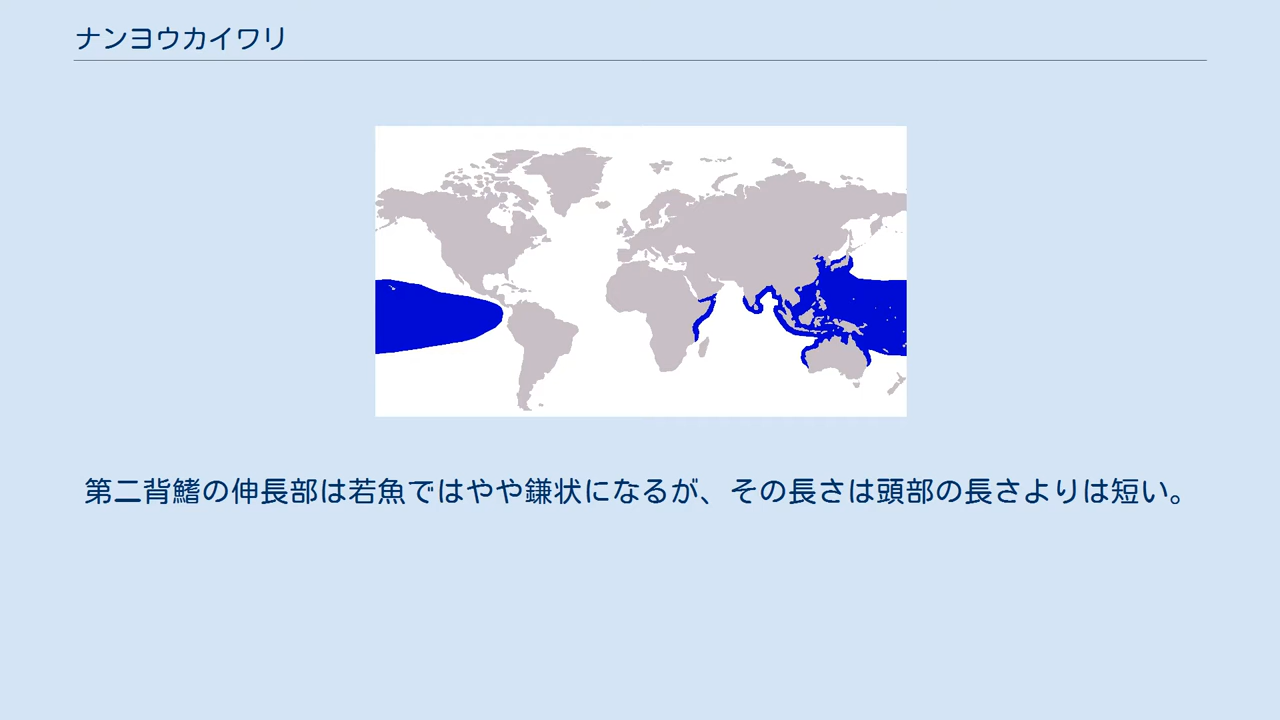 ナンヨウカイワリ
第二背鰭の伸長部は若魚ではやや鎌状になるが、その長さは頭部の長さよりは短い。